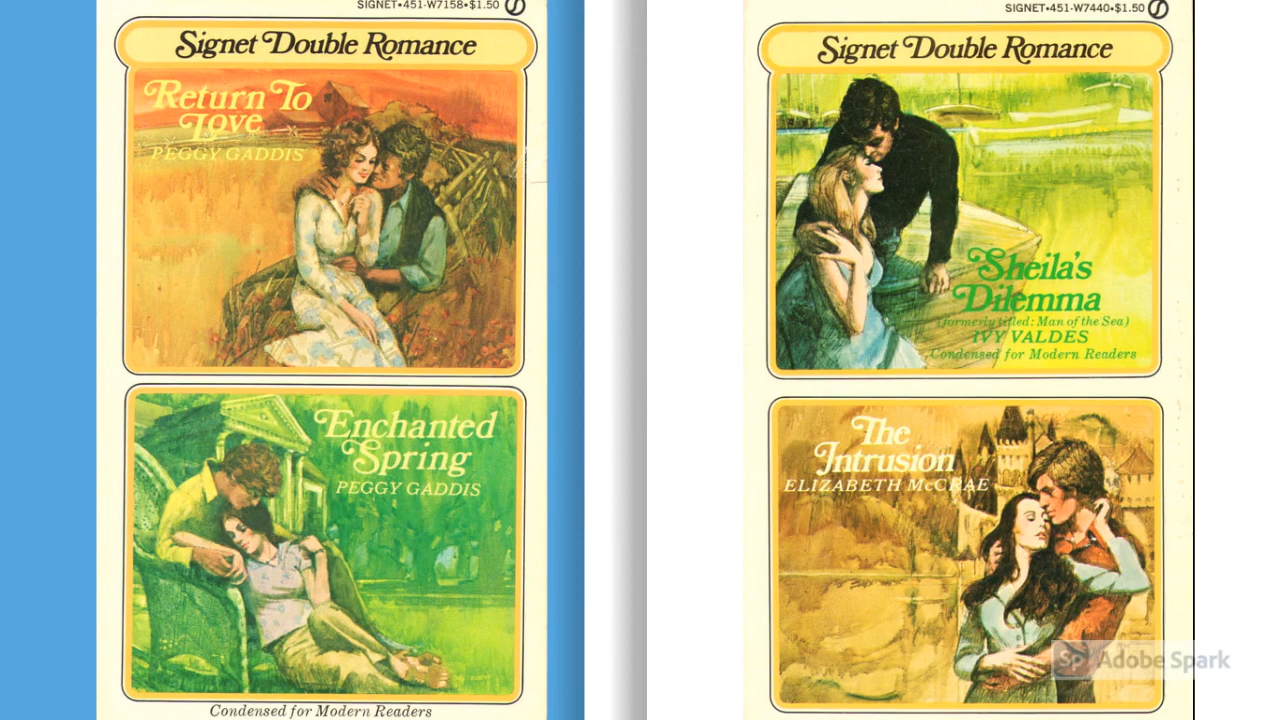 SIGNET•451-W7158•$1.50
Signet Double Romance
Return To
Love
PEGGY GADDIS
Enchanted
Spring
PEGGY GADDIS
Condensed for Modern Readers
SIGNET•451-W7440•$1.50
Signet Double Romance
Sheila's
Dilemma
(formerly titled: Man of the Sea)
IVY VALDES
Condensed for Modern Readers
The
Intrusion
ELIZABETH McCRAE
Sp Adobe Spark